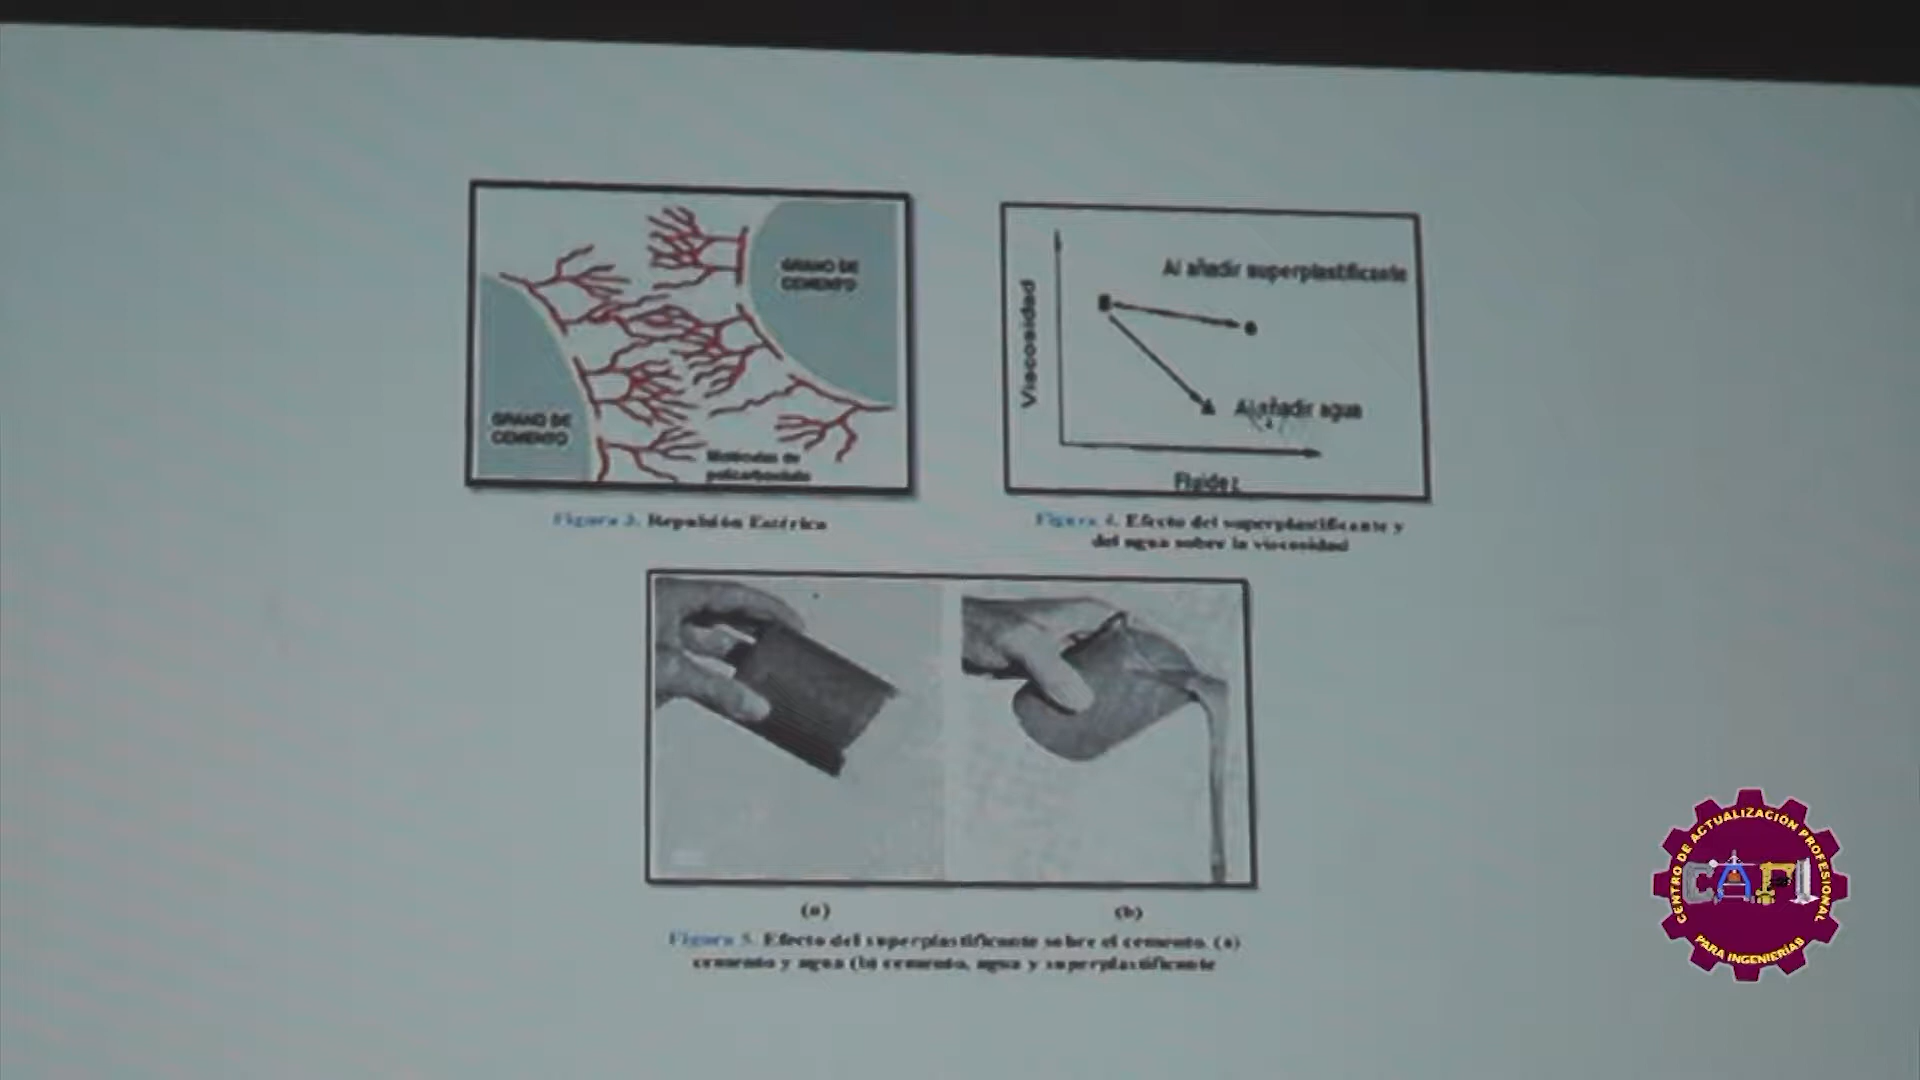 GRANO DE
CEMENTO
GRANO DE
CEMENTO
Moléculas de
policarboxilato
Figura 3. Repulsión Estérica
Viscosidad
Al añadir superplastificante
Al añadir agua
Fluidez
Figura 4. Efecto del superplastificante y
del agua sobre la viscosidad
(a)
(b)
Figura 5. Efecto del superplastificante sobre el cemento. (a)
cemento y agua (b) cemento, agua y superplastificante
CENTRO DE ACTUALIZACIÓN PROFESIONAL
CAPI
PARA INGENIERÍAS